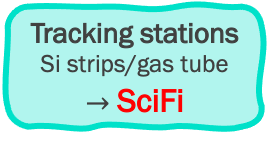 Tracking stations
Si strips/gas tube
→ SciFi